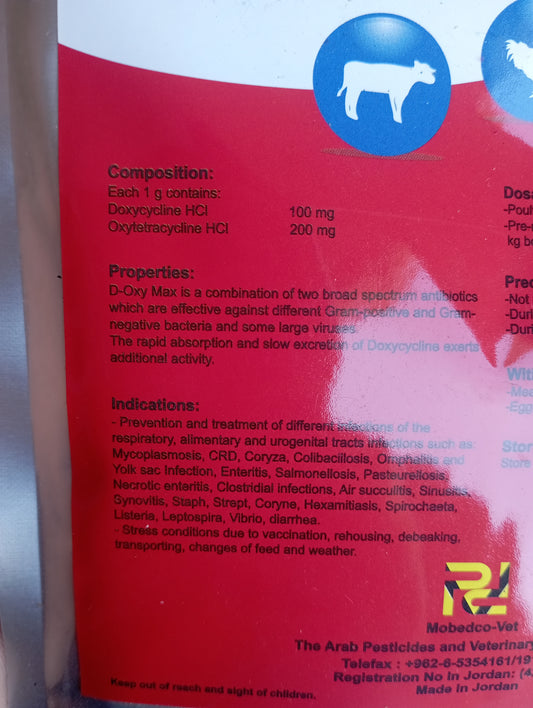 Composition:
Each 1 g contains:
Doxycycline HCl 100 mg
Oxytetracycline HCl 200 mg
Properties:
D-Oxy Max is a combination of two broad spectrum antibiotics
which are effective against different Gram-positive and Gram-
negative bacteria and some large viruses.
The rapid absorption and slow excretion of Doxycycline exerts
additional activity.
Indications:
- Prevention and treatment of different infections of the
respiratory, alimentary and urogenital tracts infections such as:
Mycoplasmosis, CRD, Coryza, Colibacillosis, Omphalitis and
Yolk sac infection, Enteritis, Salmonellosis, Pasteurellosis,
Necrotic enteritis, Clostridial infections, Air succulitis, Sinusitis,
Synovitis, Staph, Strept, Coryne, Hexamitiasis, Spirochaeta,
Listeria, Leptospira, Vibrio, diarrhea.
- Stress conditions due to vaccination, rehousing, debeaking,
transporting, changes of feed and weather.
Keep out of reach and sight of children.
Dosa
-Poul
-Pre-
kg b
Prec
-Not
-Duri
-Duri
With
-Mea
-Egg
Stor
Store
Mobedco-Vet
The Arab Pesticides and Veterinary
Telefax : +962-6-5354161/19
Registration No In Jordan: (4
Made in Jordan